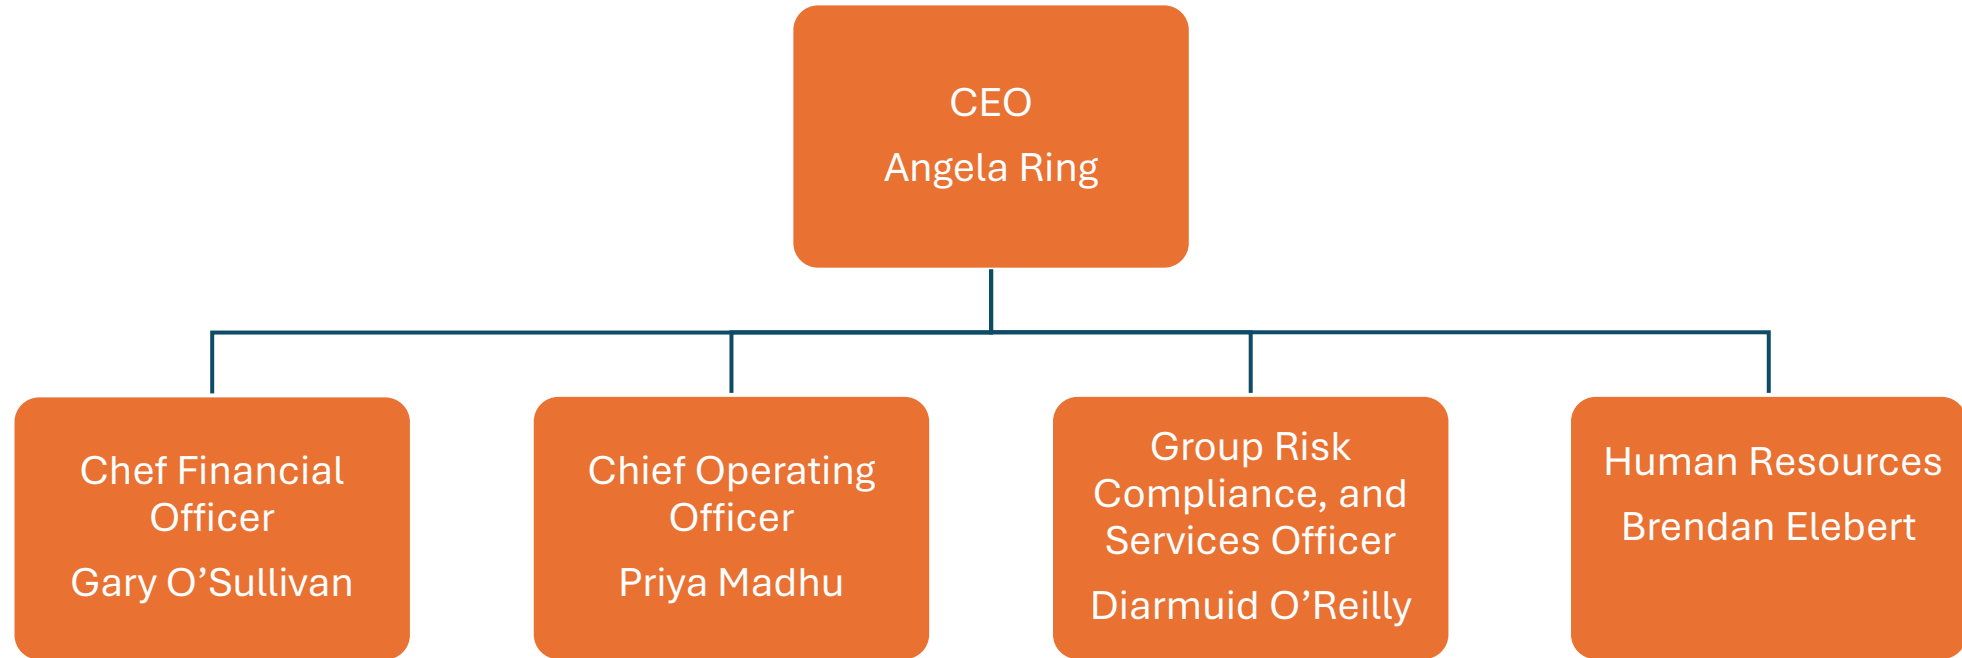 CEO
Angela Ring
Chef Financial
Officer
Gary O’Sullivan
Chief Operating
Officer
Priya Madhu
Group Risk
Compliance, and
Services Officer
Diarmuid O’Reilly
Human Resources
Brendan Elebert